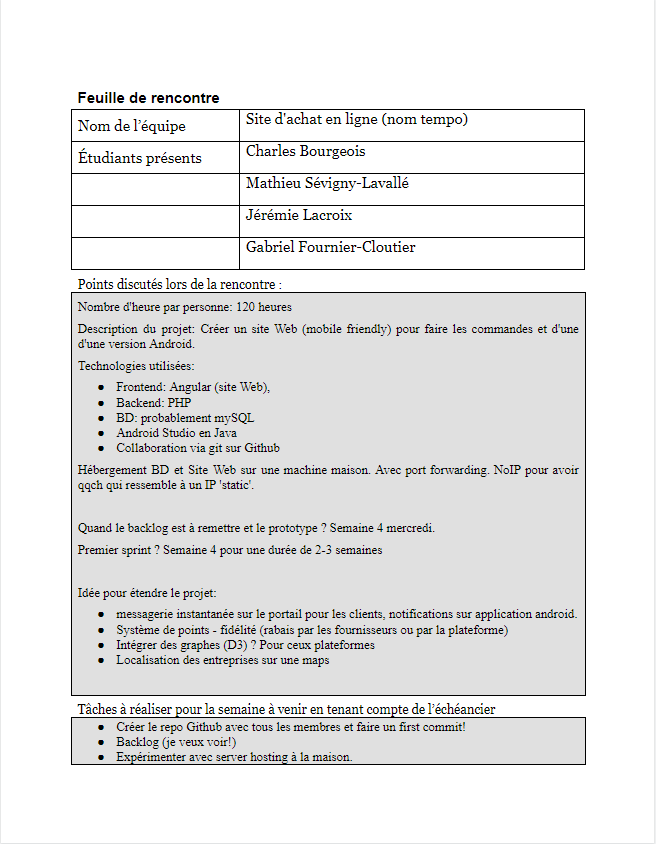 Feuille de rencontre
Nom de l'équipe
Site d'achat en ligne (nom tempo)
Étudiants présents
Charles Bourgeois
Mathieu Sévigny-Lavallé
Jérémie Lacroix
Gabriel Fournier-Cloutier
Points discutés lors de la rencontre :
Nombre d'heure par personne: 120 heures
Description du projet: Créer un site Web (mobile friendly) pour faire les commandes et d'une
d'une version Android.
Technologies utilisées:
● Frontend: Angular (site Web),
● Backend: PHP
● BD: probablement mySQL
● Android Studio en Java
● Collaboration via git sur Github
Hébergement BD et Site Web sur une machine maison. Avec port forwarding. NoIP pour avoir
qqch qui ressemble à un IP 'static'.
Quand le backlog est à remettre et le prototype ? Semaine 4 mercredi.
Premier sprint ? Semaine 4 pour une durée de 2-3 semaines
Idée pour étendre le projet:
● messagerie instantanée sur le portail pour les clients, notifications sur application android.
● Système de points - fidélité (rabais par les fournisseurs ou par la plateforme)
● Intégrer des graphes (D3) ? Pour ceux plateformes
● Localisation des entreprises sur une maps
Tâches à réaliser pour la semaine à venir en tenant compte de l'échéancier
● Créer le repo Github avec tous les membres et faire un first commit!
● Backlog (je veux voir!)
● Expérimenter avec server hosting à la maison.